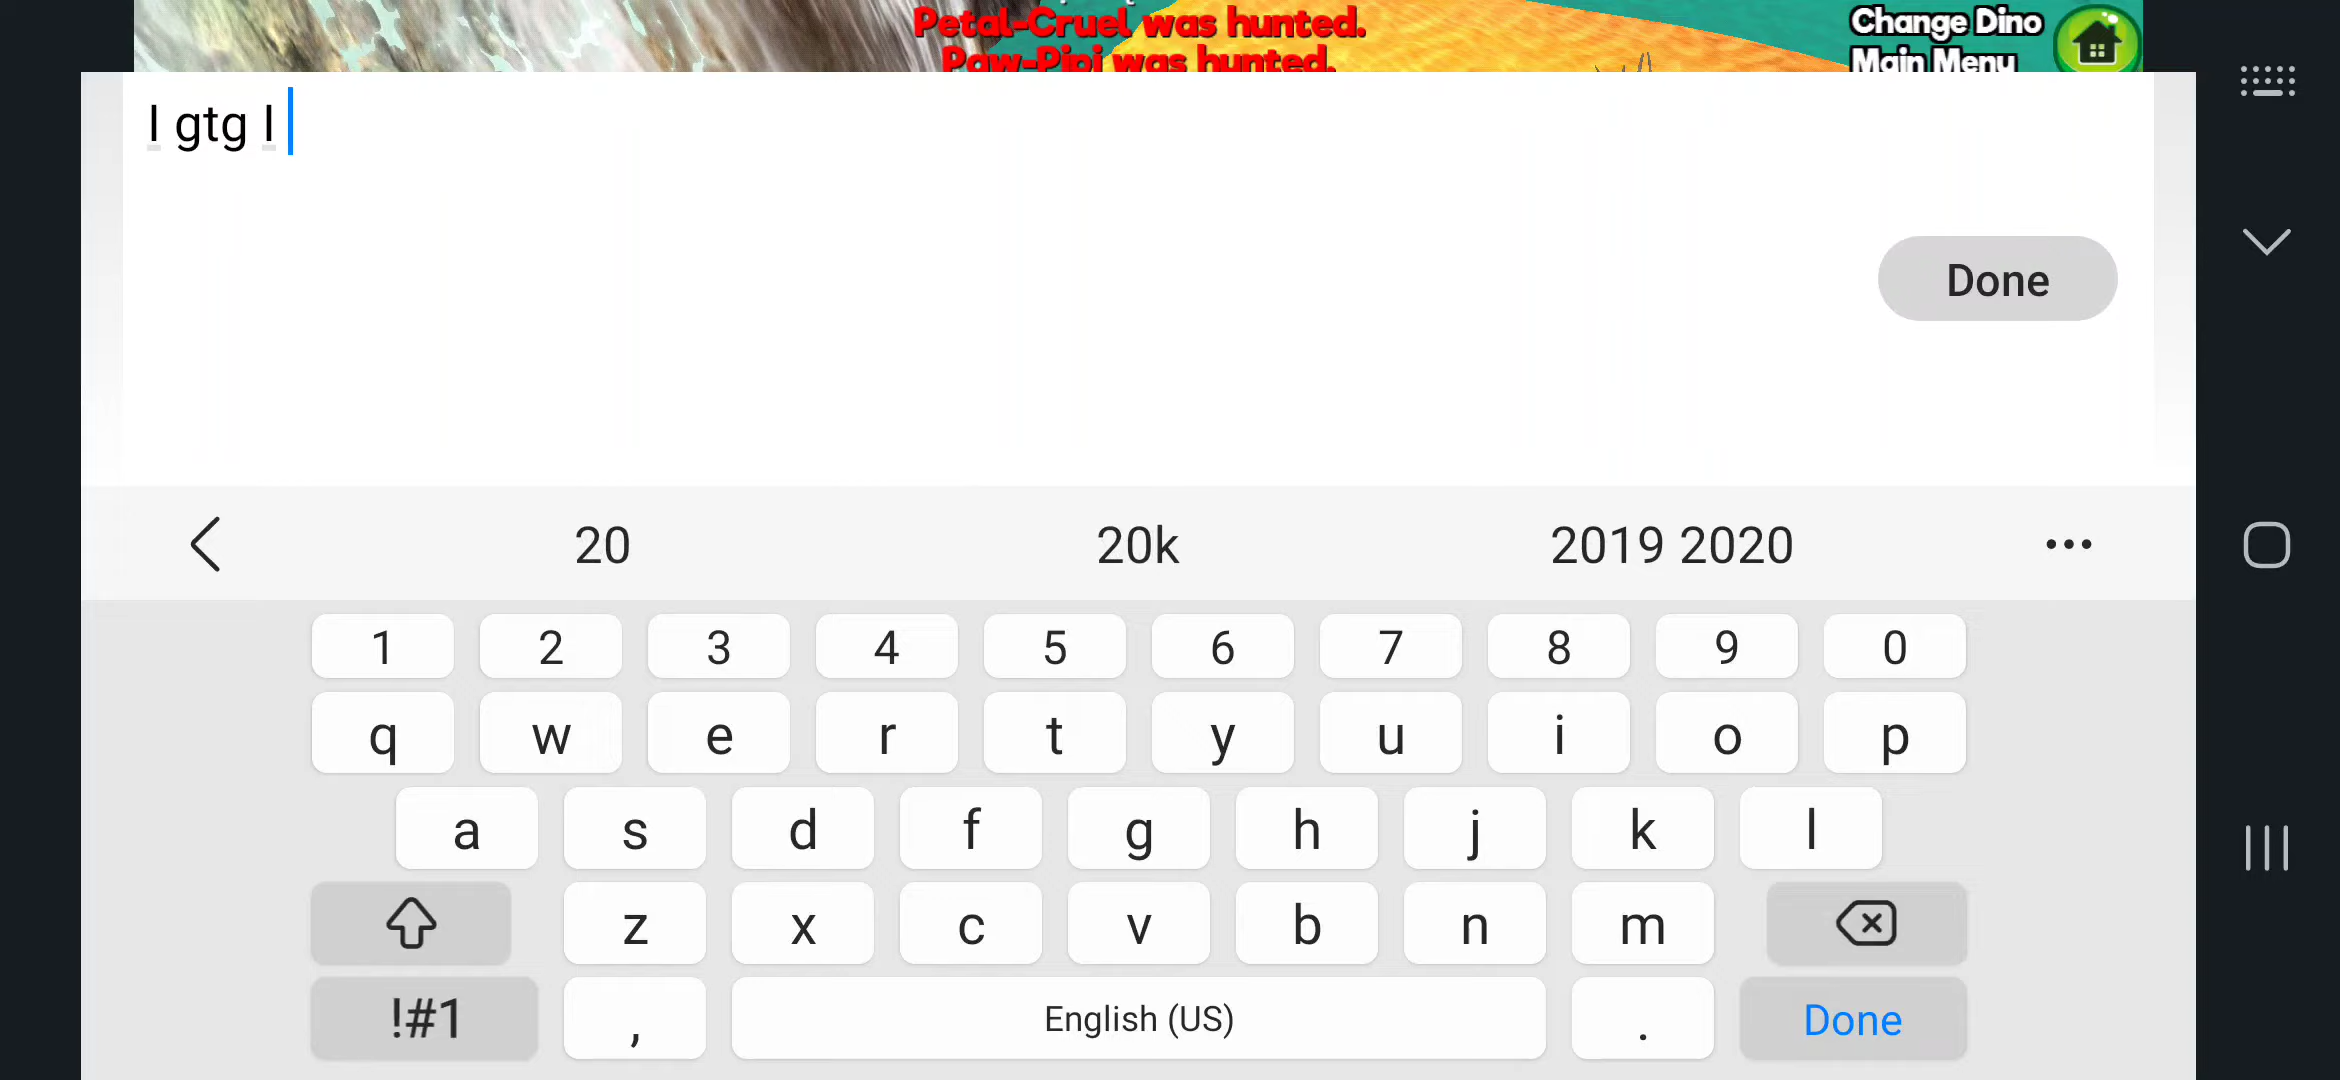 Petal-Cruel was hunted.
Paw-Pipi was hunted.
Change Dino
Main Menu
I gtg I
Done
20 20k 2019 2020
1 2 3 4 5 6 7 8 9 0
q w e r t y u i o p
a s d f g h j k l
z x c v b n m
!#1 , English (US) . Done